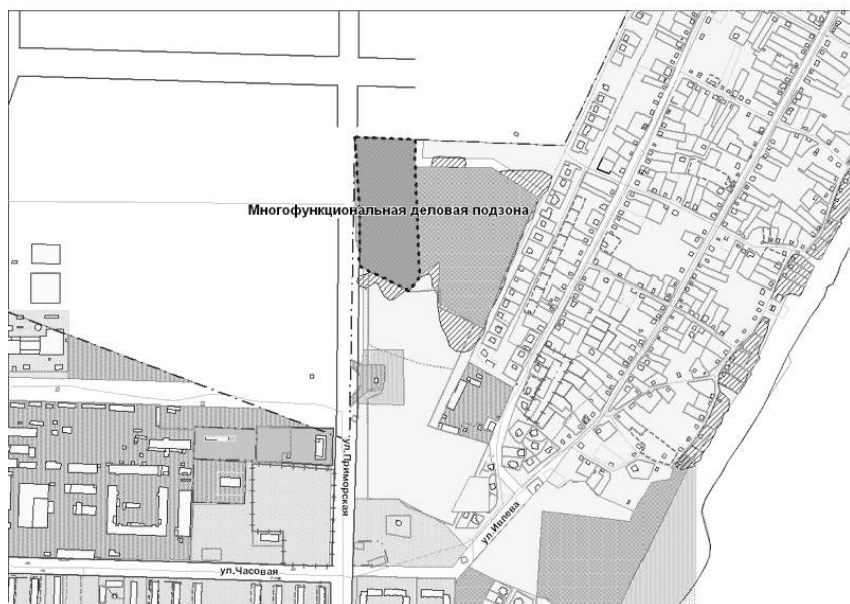 Многофункциональная деловая подзона
ул.Приморская
ул.Ивлева
ул.Часовая